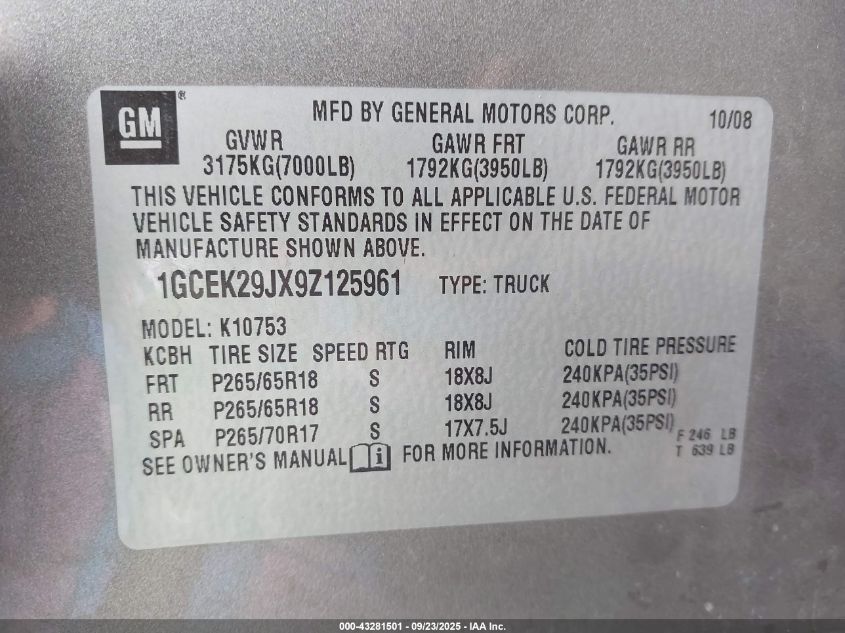 GM ®
MFD BY GENERAL MOTORS CORP. 10/08
GVWR GAWR FRT GAWR RR
3175KG(7000LB) 1792KG(3950LB) 1792KG(3950LB)
THIS VEHICLE CONFORMS TO ALL APPLICABLE U.S. FEDERAL MOTOR
VEHICLE SAFETY STANDARDS IN EFFECT ON THE DATE OF
MANUFACTURE SHOWN ABOVE.
1GCEK29JX9Z125961 TYPE: TRUCK
MODEL: K10753
KCBH TIRE SIZE SPEED RTG RIM COLD TIRE PRESSURE
FRT P265/65R18 S 18X8J 240KPA(35PSI)
RR P265/65R18 S 18X8J 240KPA(35PSI)
SPA P265/70R17 S 17X7.5J 240KPA(35PSI) F 246 LB
SEE OWNER'S MANUAL i FOR MORE INFORMATION. T 639 LB
000-43281501 - 09/23/2025 - IAA Inc.